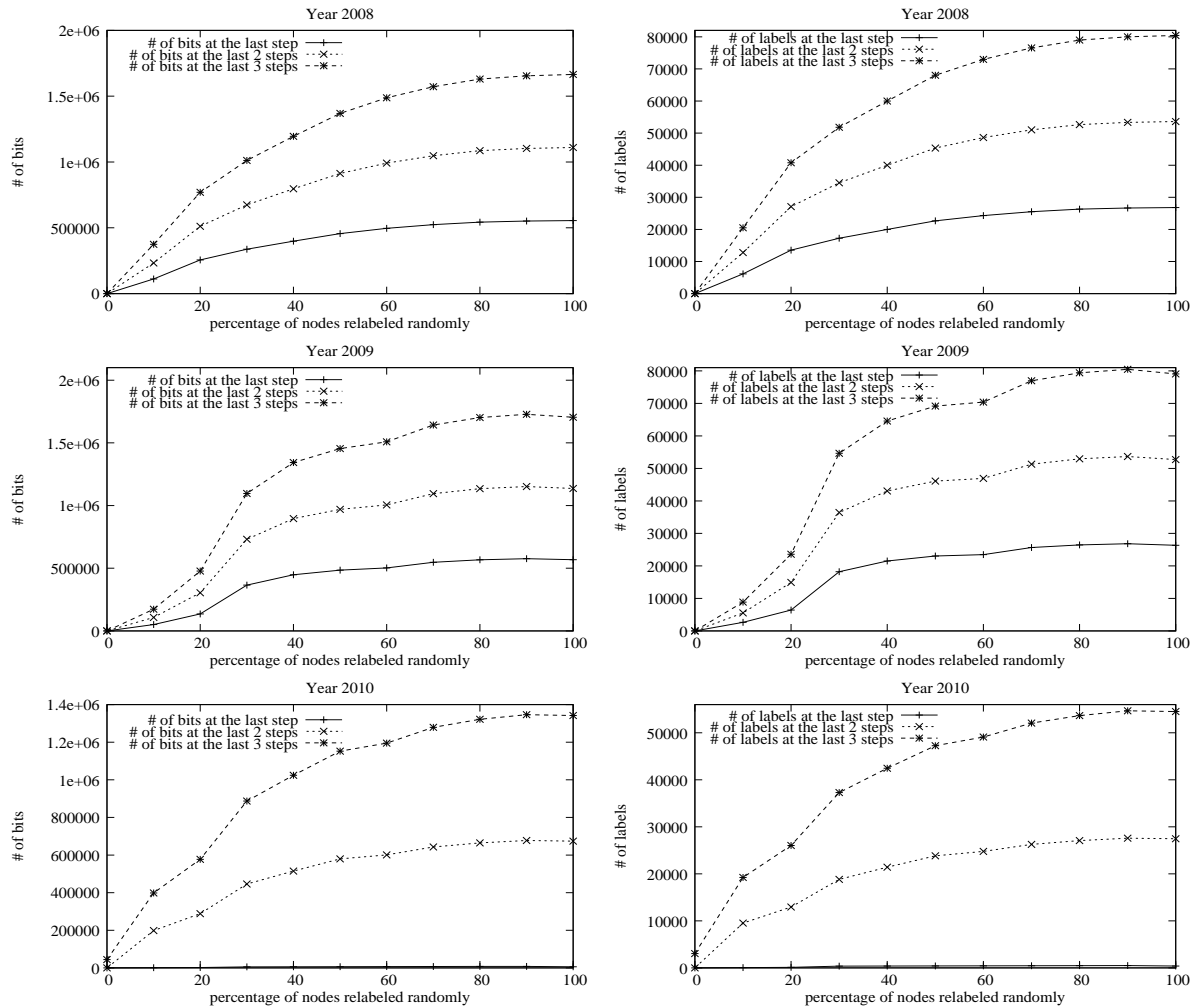 Year 2008
2e+06
1.5e+06
1e+06
500000
0
# of bits
# of bits at the last step
# of bits at the last 2 steps
# of bits at the last 3 steps
0 20 40 60 80 100
percentage of nodes relabeled randomly
Year 2008
80000
70000
60000
50000
40000
30000
20000
10000
0
# of labels
# of labels at the last step
# of labels at the last 2 steps
# of labels at the last 3 steps
0 20 40 60 80 100
percentage of nodes relabeled randomly
Year 2009
2e+06
1.5e+06
1e+06
500000
0
# of bits
# of bits at the last step
# of bits at the last 2 steps
# of bits at the last 3 steps
0 20 40 60 80 100
percentage of nodes relabeled randomly
Year 2009
80000
70000
60000
50000
40000
30000
20000
10000
0
# of labels
# of labels at the last step
# of labels at the last 2 steps
# of labels at the last 3 steps
0 20 40 60 80 100
percentage of nodes relabeled randomly
Year 2010
1.4e+06
1.2e+06
1e+06
800000
600000
400000
200000
0
# of bits
# of bits at the last step
# of bits at the last 2 steps
# of bits at the last 3 steps
0 20 40 60 80 100
percentage of nodes relabeled randomly
Year 2010
50000
40000
30000
20000
10000
0
# of labels
# of labels at the last step
# of labels at the last 2 steps
# of labels at the last 3 steps
0 20 40 60 80 100
percentage of nodes relabeled randomly